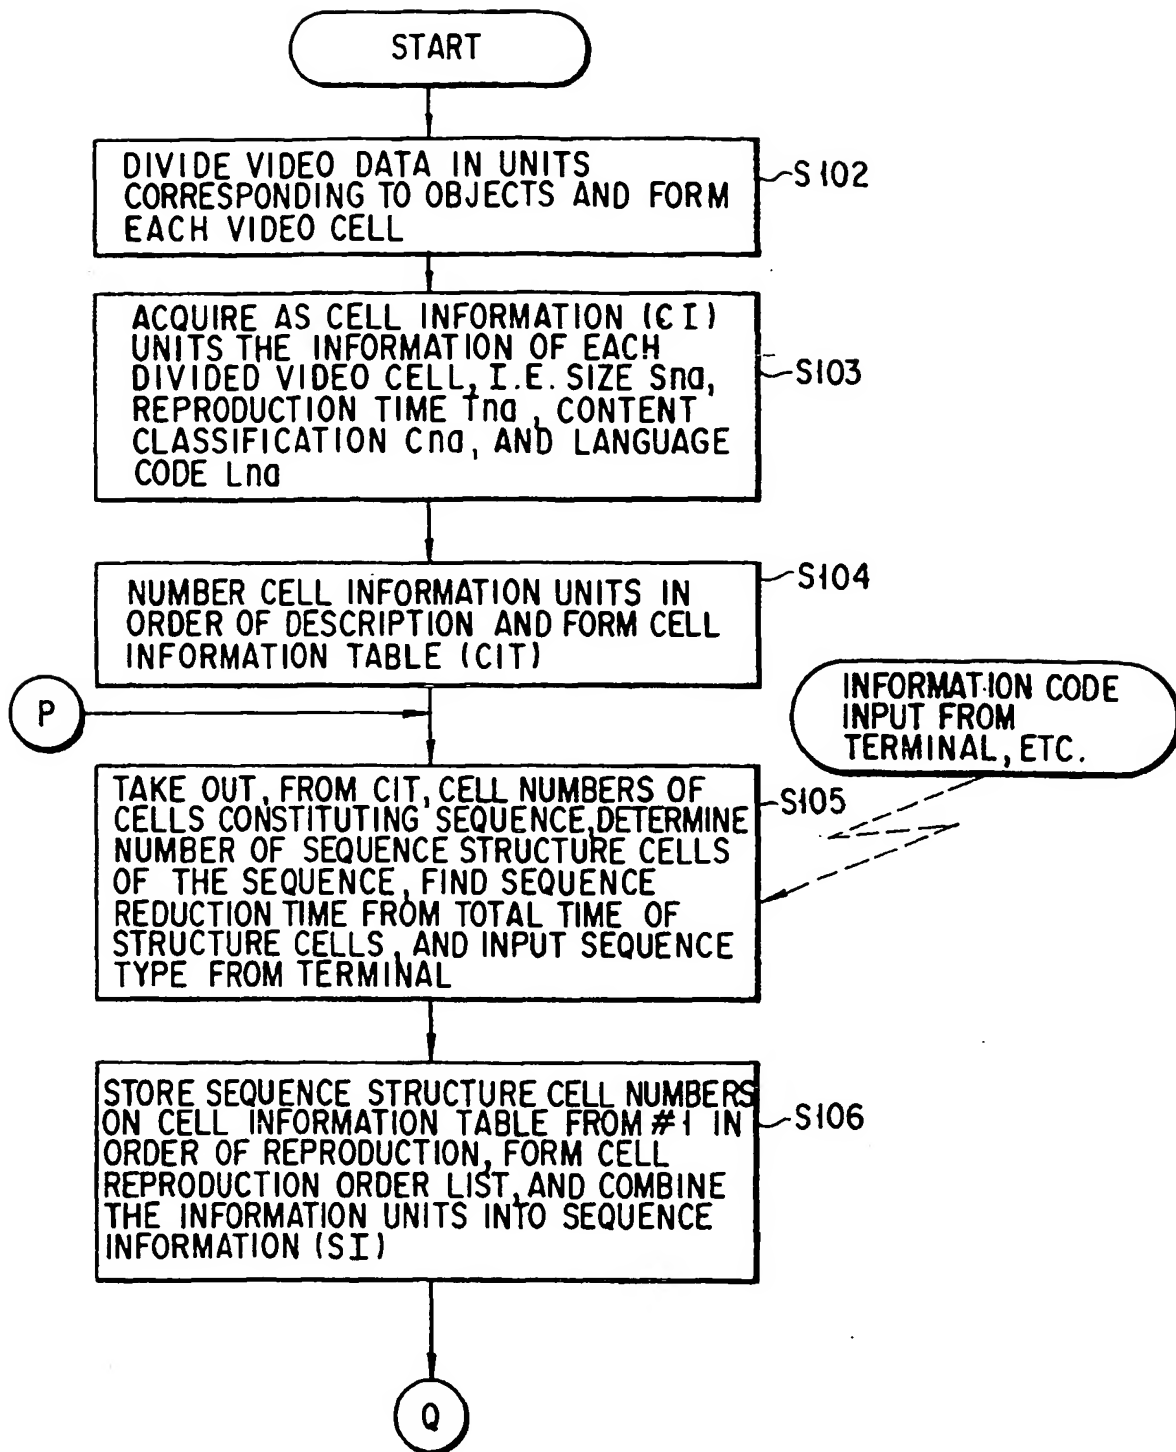 START
DIVIDE VIDEO DATA IN UNITS
CORRESPONDING TO OBJECTS AND FORM
EACH VIDEO CELL
S102
ACQUIRE AS CELL INFORMATION (CI)
UNITS THE INFORMATION OF EACH
DIVIDED VIDEO CELL, I.E. SIZE Sna,
REPRODUCTION TIME Tna, CONTENT
CLASSIFICATION Cna, AND LANGUAGE
CODE Lna
S103
NUMBER CELL INFORMATION UNITS IN
ORDER OF DESCRIPTION AND FORM CELL
INFORMATION TABLE (CIT)
S104
P
INFORMATION CODE
INPUT FROM
TERMINAL, ETC.
TAKE OUT, FROM CIT, CELL NUMBERS OF
CELLS CONSTITUTING SEQUENCE, DETERMINE
NUMBER OF SEQUENCE STRUCTURE CELLS
OF THE SEQUENCE, FIND SEQUENCE
REDUCTION TIME FROM TOTAL TIME OF
STRUCTURE CELLS, AND INPUT SEQUENCE
TYPE FROM TERMINAL
S105
STORE SEQUENCE STRUCTURE CELL NUMBERS
ON CELL INFORMATION TABLE FROM #1 IN
ORDER OF REPRODUCTION, FORM CELL
REPRODUCTION ORDER LIST, AND COMBINE
THE INFORMATION UNITS INTO SEQUENCE
INFORMATION (SI)
S106
Q